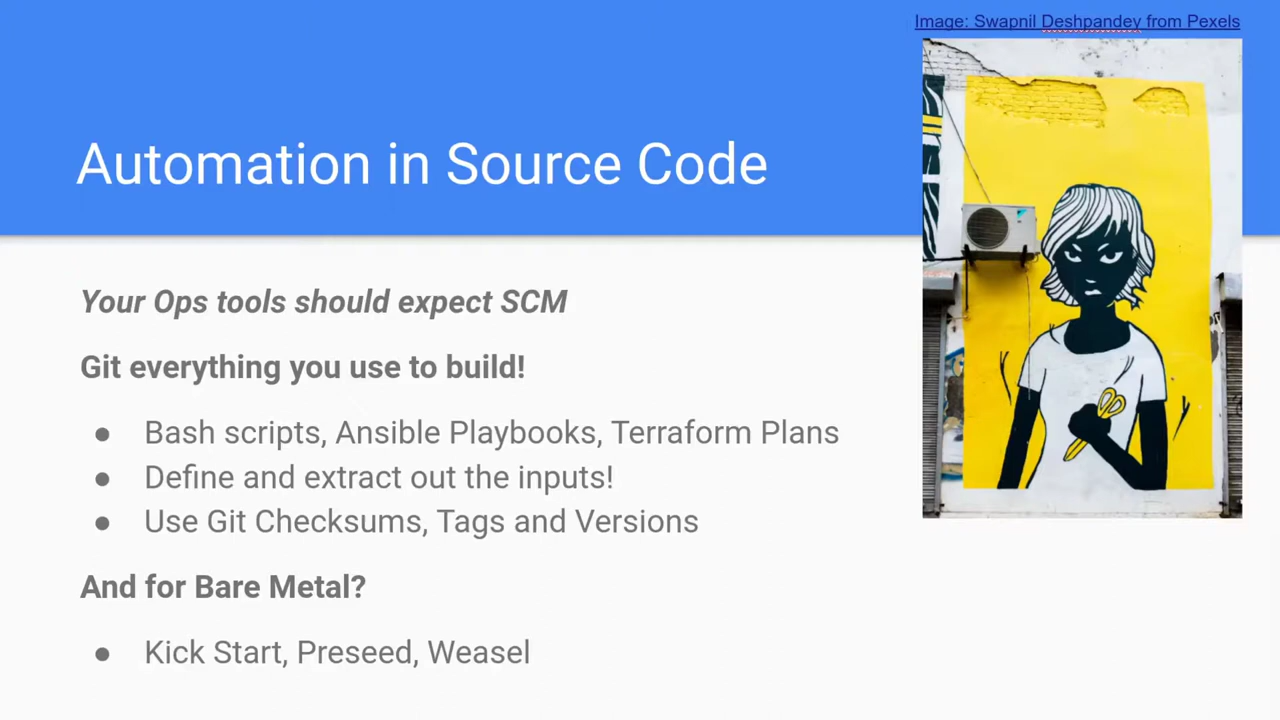 Image: Swapnil Deshpandey from Pexels
Automation in Source Code
Your Ops tools should expect SCM
Git everything you use to build!
● Bash scripts, Ansible Playbooks, Terraform Plans
● Define and extract out the inputs!
● Use Git Checksums, Tags and Versions
And for Bare Metal?
● Kick Start, Preseed, Weasel